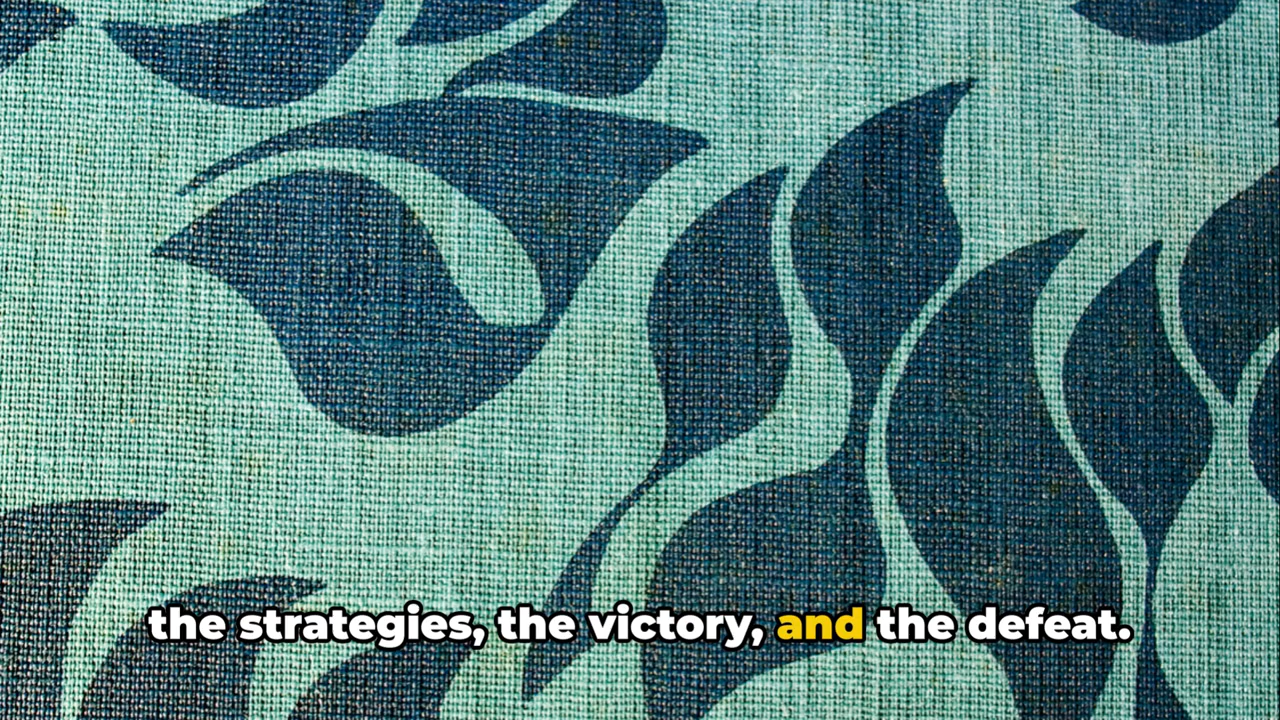 the strategies, the victory, and the defeat.